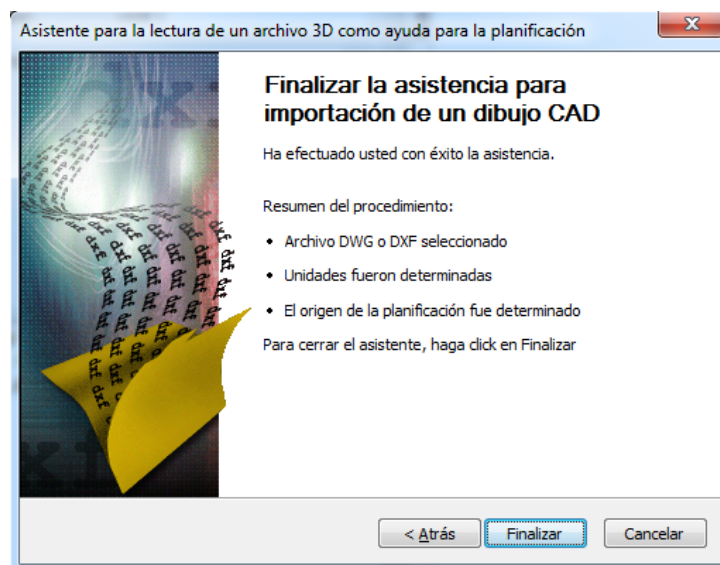 Asistente para la lectura de un archivo 3D como ayuda para la planificación
Finalizar la asistencia para
importación de un dibujo CAD
Ha efectuado usted con éxito la asistencia.
Resumen del procedimiento:
• Archivo DWG o DXF seleccionado
• Unidades fueron determinadas
• El origen de la planificación fue determinado
Para cerrar el asistente, haga click en Finalizar
< Atrás
Finalizar
Cancelar